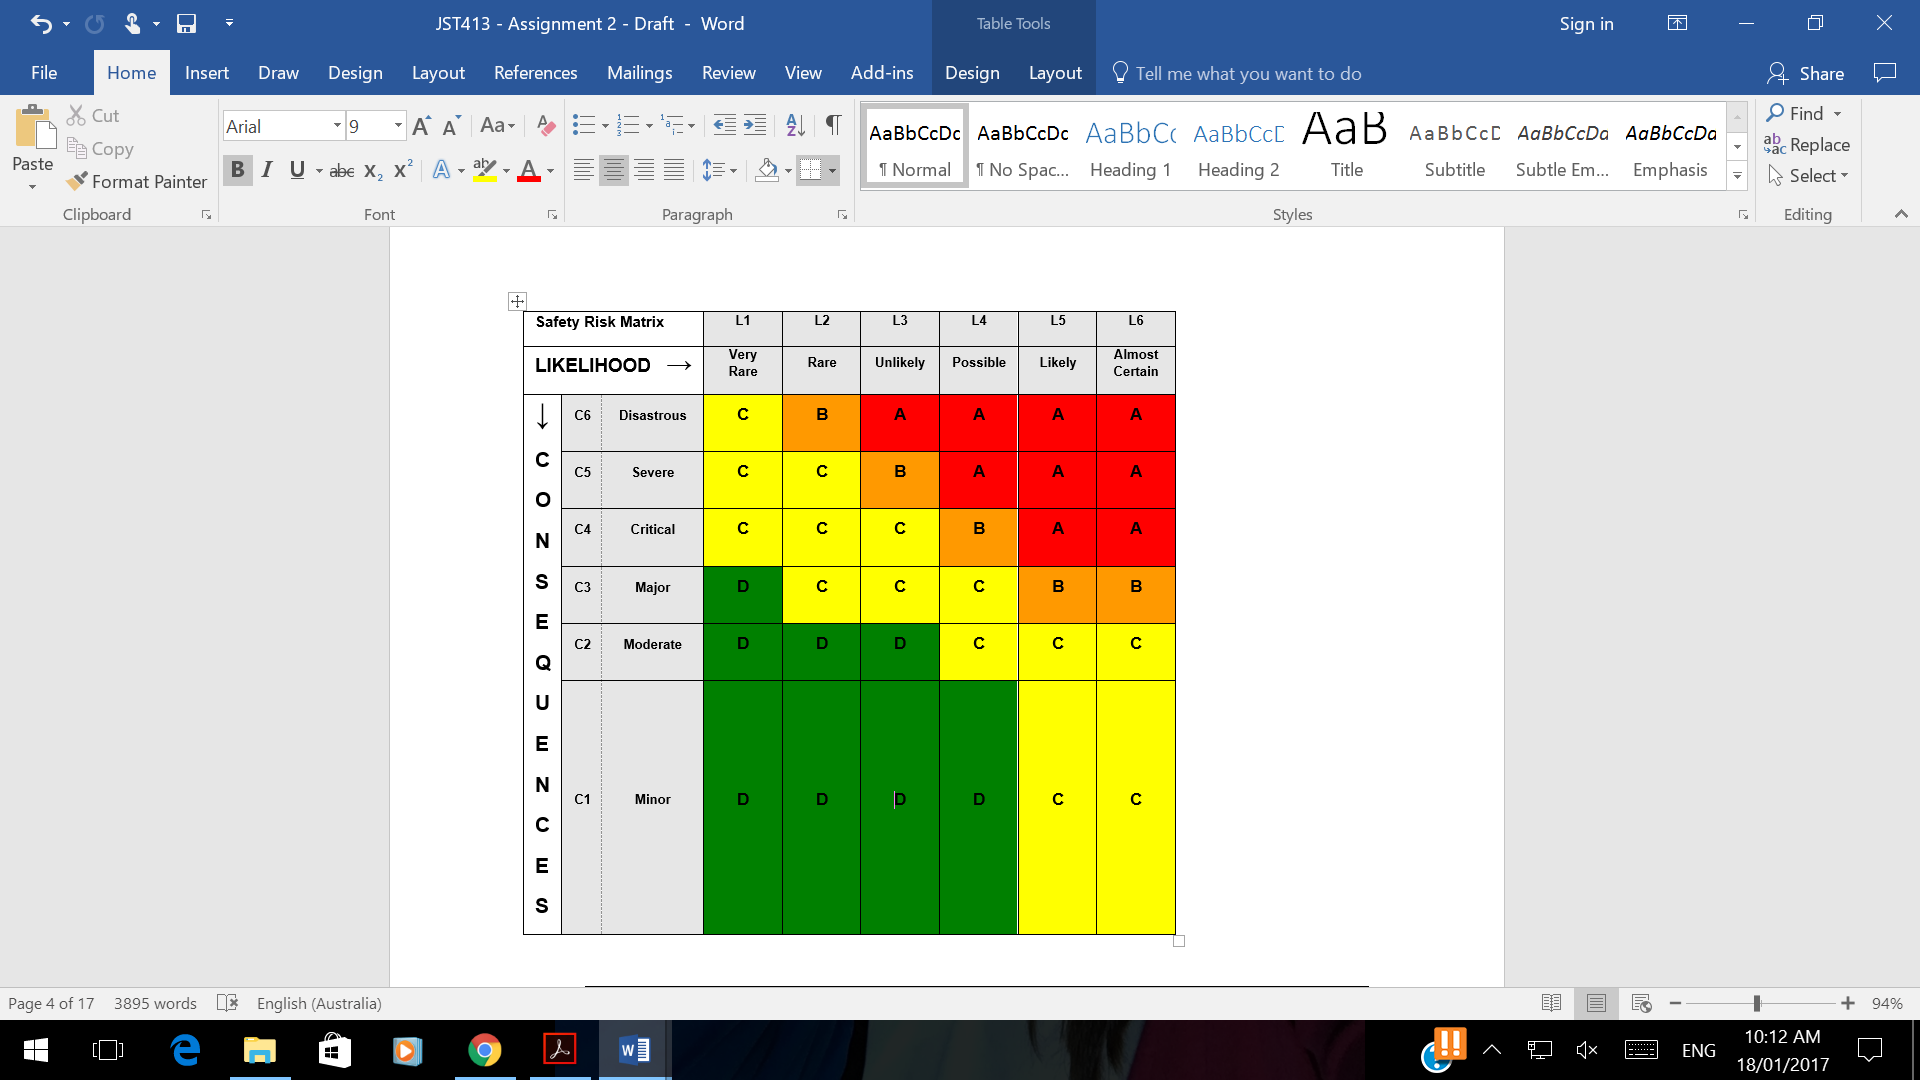 JST413 - Assignment 2 - Draft - Word
Table Tools
Sign in
File Home Insert Draw Design Layout References Mailings Review View Add-ins Design Layout Tell me what you want to do Share
Paste
Cut
Copy
Format Painter
Clipboard
Arial 9
Font
Paragraph
AaBbCcDc AaBbCcDc AaBbCc AaBbCcD AaB AaBbCcD AaBbCcDa AaBbCcDa
¶ Normal ¶ No Spac... Heading 1 Heading 2 Title Subtitle Subtle Em... Emphasis
Styles
Find
Replace
Select
Editing
Safety Risk Matrix L1 L2 L3 L4 L5 L6
LIKELIHOOD → Very Rare Rare Unlikely Possible Likely Almost Certain
↓ CONSEQUENCES
C6 Disastrous C B A A A A
C5 Severe C C B A A A
C4 Critical C C C B A A
C3 Major D C C C B B
C2 Moderate D D D C C C
C1 Minor D D D D C C
Page 4 of 17 3895 words English (Australia) 94%
ENG
10:12 AM
18/01/2017